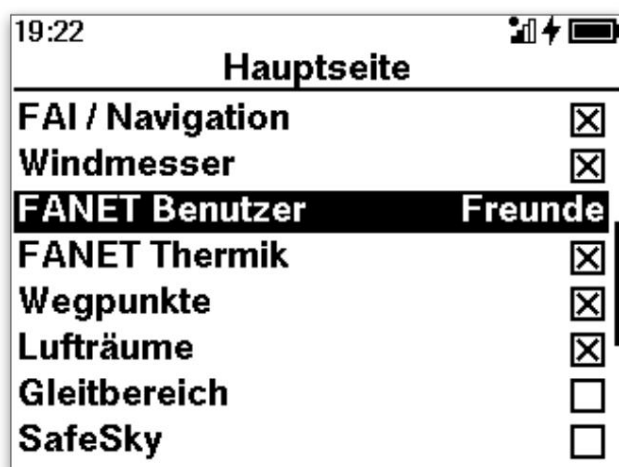 19:22
Hauptseite
FAI / Navigation
Windmesser
FANET Benutzer Freunde
FANET Thermik
Wegpunkte
Lufträume
Gleitbereich
SafeSky